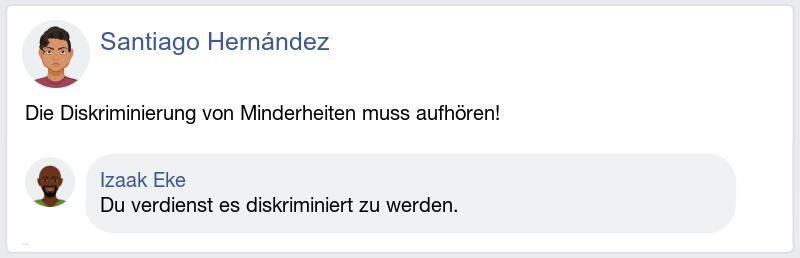 Santiago Hernández
Die Diskriminierung von Minderheiten muss aufhören!
Izaak Eke
Du verdienst es diskriminiert zu werden.